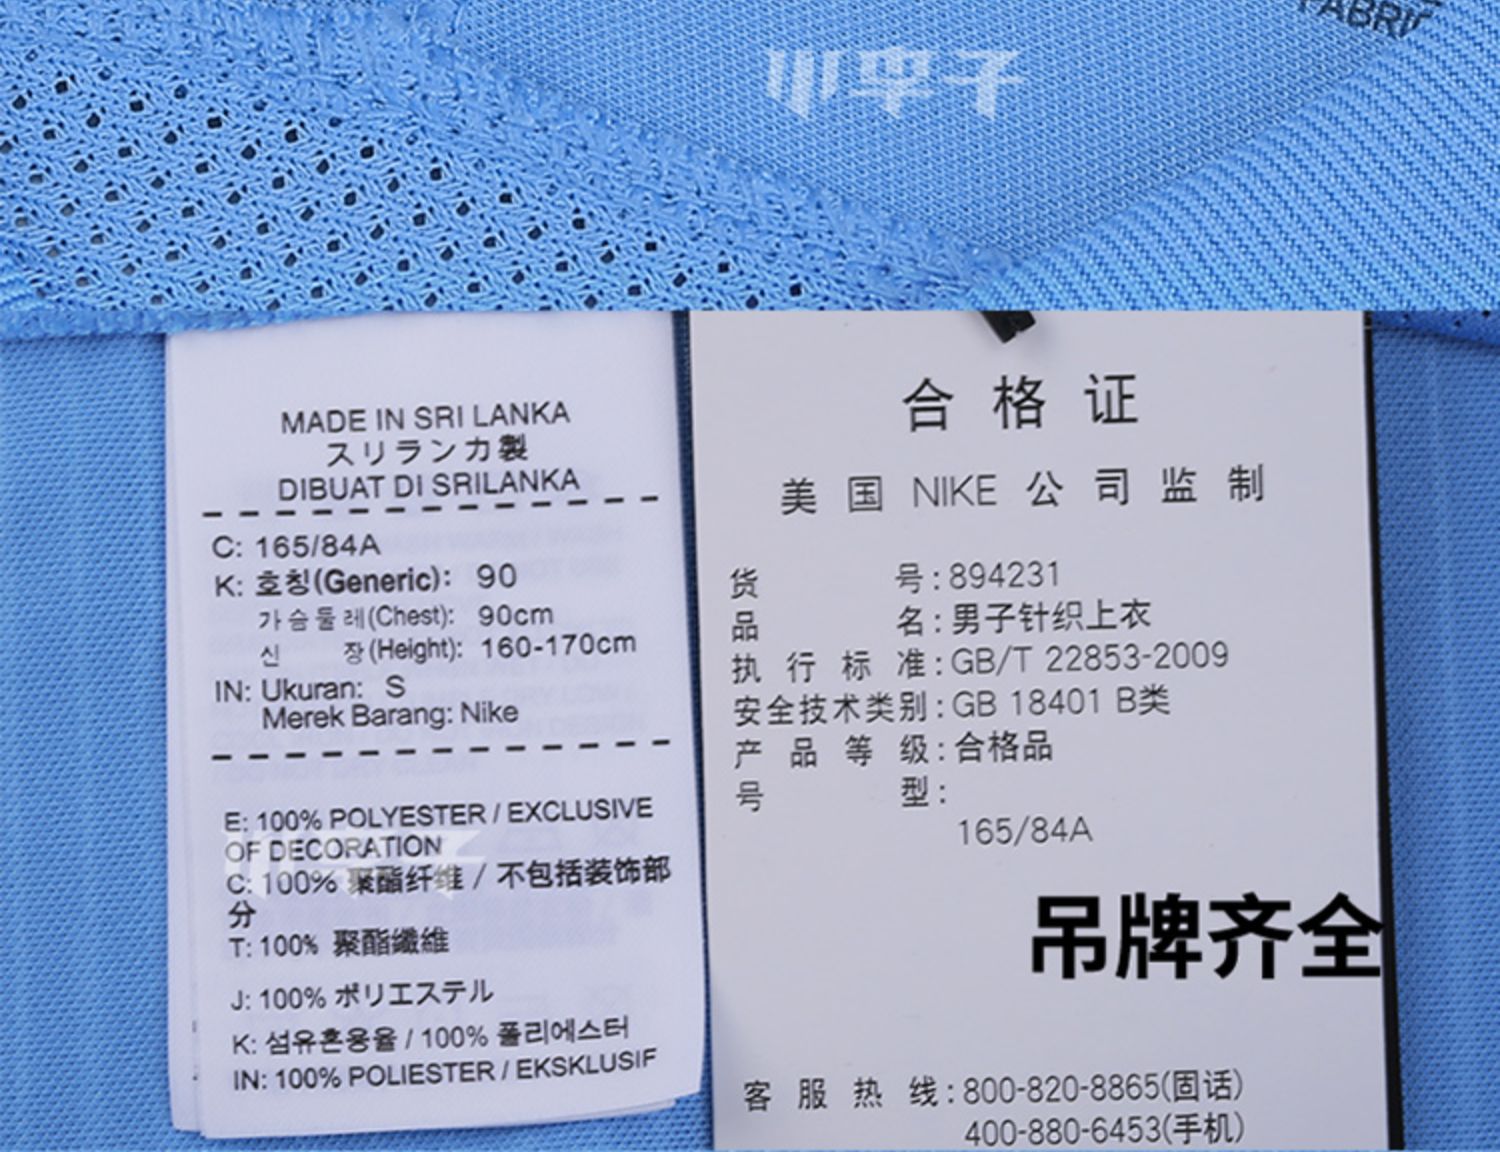 FABRIC
小李子
MADE IN SRI LANKA
スリランカ製
DIBUAT DI SRILANKA
C: 165/84A
K: 호칭(Generic): 90
가슴둘레(Chest): 90cm
신 장(Height): 160-170cm
IN: Ukuran: S
Merek Barang: Nike
E: 100% POLYESTER / EXCLUSIVE
OF DECORATION
C: 100% 聚酯纤维 / 不包括装饰部
分
T: 100% 聚酯纖維
J: 100% ポリエステル
K: 섬유혼용율 / 100% 폴리에스터
IN: 100% POLIESTER / EKSKLUSIF
小李子
合格证
美国 NIKE 公司监制
货号:894231
品名:男子针织上衣
执行标准:GB/T 22853-2009
安全技术类别:GB 18401 B类
产品等级:合格品
号型:
165/84A
吊牌齐全
客服热线:800-820-8865(固话)
400-880-6453(手机)